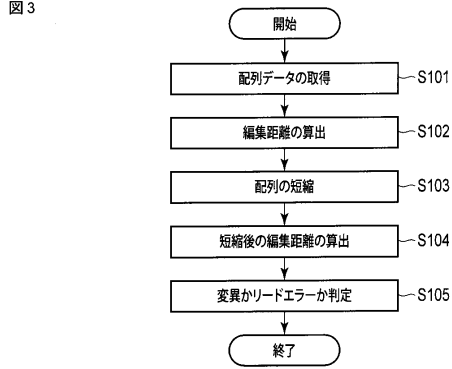 図3
開始
配列データの取得 S101
編集距離の算出 S102
配列の短縮 S103
短縮後の編集距離の算出 S104
変異かリードエラーか判定 S105
終了